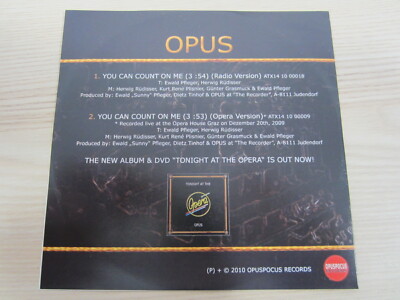 OPUS
1. YOU CAN COUNT ON ME (3 :54) (Radio Version) ATX14 10 00018
T: Ewald Pfleger, Herwig Rüdisser
M: Herwig Rüdisser, Kurt René Plisnier, Günter Grasmuck & Ewald Pfleger
Produced by: Ewald „Sunny" Pfleger, Dietz Tinhof & OPUS at "The Recorder", A-8111 Judendorf
2. YOU CAN COUNT ON ME (3 :53) (Opera Version)* ATX14 10 00009
* Recorded live at the Opera House Graz on Dezember 20th, 2009
T: Ewald Pfleger, Herwig Rüdisser
M: Herwig Rüdisser, Kurt René Plisnier, Günter Grasmuck & Ewald Pfleger
Produced by: Ewald „Sunny" Pfleger, Dietz Tinhof & OPUS at "The Recorder", A-8111 Judendorf
THE NEW ALBUM & DVD "TONIGHT AT THE OPERA" IS OUT NOW!
TONIGHT AT THE
Opera
OPUS
(P) + © 2010 OPUSPOCUS RECORDS
OPUSPOCUS